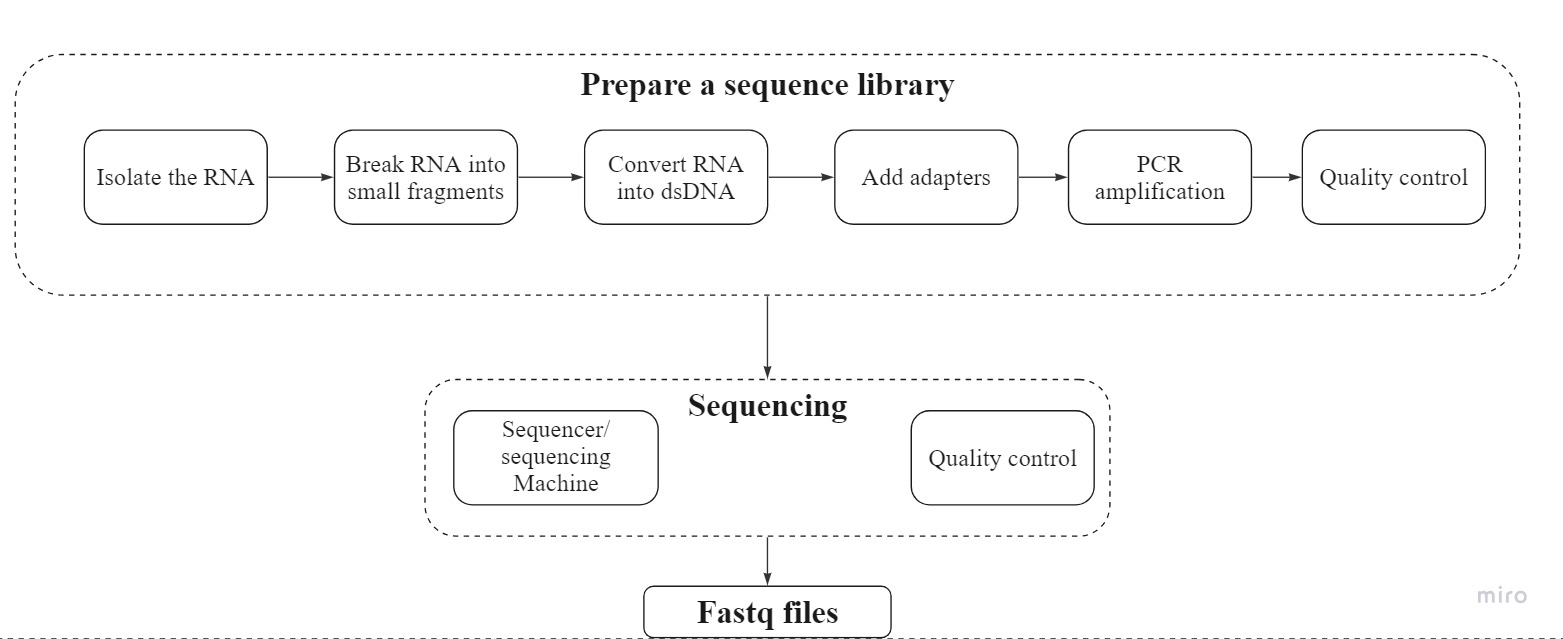 Prepare a sequence library
Isolate the RNA
Break RNA into
small fragments
Convert RNA
into dsDNA
Add adapters
PCR
amplification
Quality control
Sequencing
Sequencer/
sequencing
Machine
Quality control
Fastq files
miro